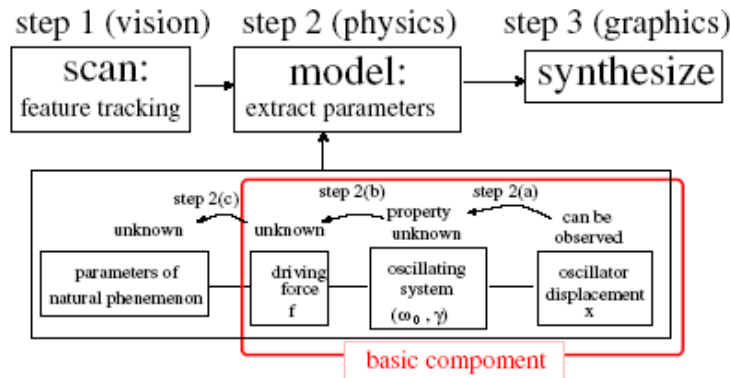 step 1 (vision) step 2 (physics) step 3 (graphics)
scan:
feature tracking
model:
extract parameters
synthesize
step 2(c)
step 2(b)
step 2(a)
unknown
unknown
property
unknown
can be
observed
parameters of
natural phenemenon
driving
force
f
oscillating
system
(ω₀ , γ)
oscillator
displacement
x
basic compoment